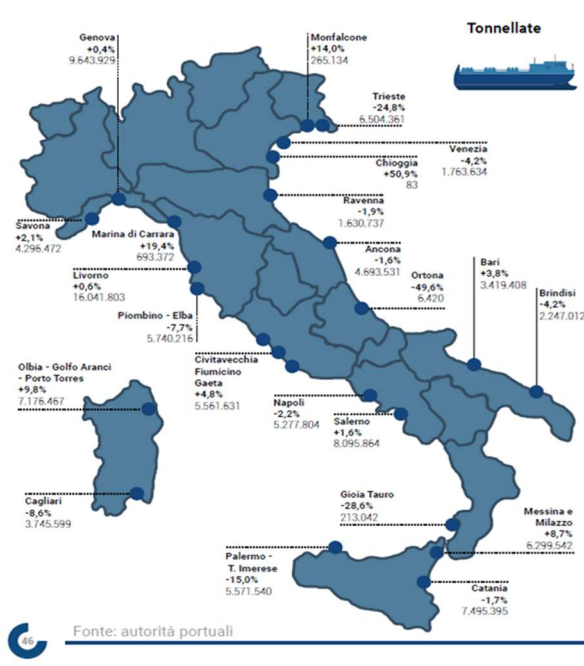 Tonnellate
Genova
+0,4%
9.643.929
Monfalcone
+14,0%
265.134
Trieste
-24,8%
6.504.361
Venezia
-4,2%
1.763.634
Chioggia
+50,9%
83
Ravenna
-1,9%
1.630.737
Savona
+2,1%
4.296.472
Marina di Carrara
+19,4%
693.372
Ancona
-1,6%
4.693.531
Livorno
+0,6%
16.041.803
Ortona
-49,6%
6.420
Bari
+3,8%
3.419.408
Brindisi
-4,2%
2.247.012
Piombino - Elba
-7,7%
5.740.216
Civitavecchia
Fiumicino
Gaeta
+4,8%
5.561.631
Olbia - Golfo Aranci
- Porto Torres
+9,8%
7.176.467
Napoli
-2,2%
5.277.804
Salerno
+1,6%
8.095.864
Cagliari
-8,6%
3.745.599
Gioia Tauro
-28,6%
213.042
Messina e
Milazzo
+8,7%
6.299.542
Palermo -
T. Imerese
-15,0%
5.571.540
Catania
-1,7%
7.495.395
46
Fonte: autorità portuali